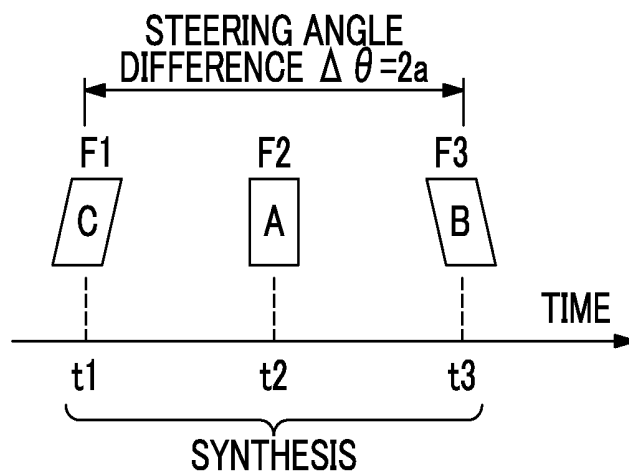 STEERING ANGLE
DIFFERENCE Δθ=2a
F1 F2 F3
C A B
TIME
t1 t2 t3
SYNTHESIS